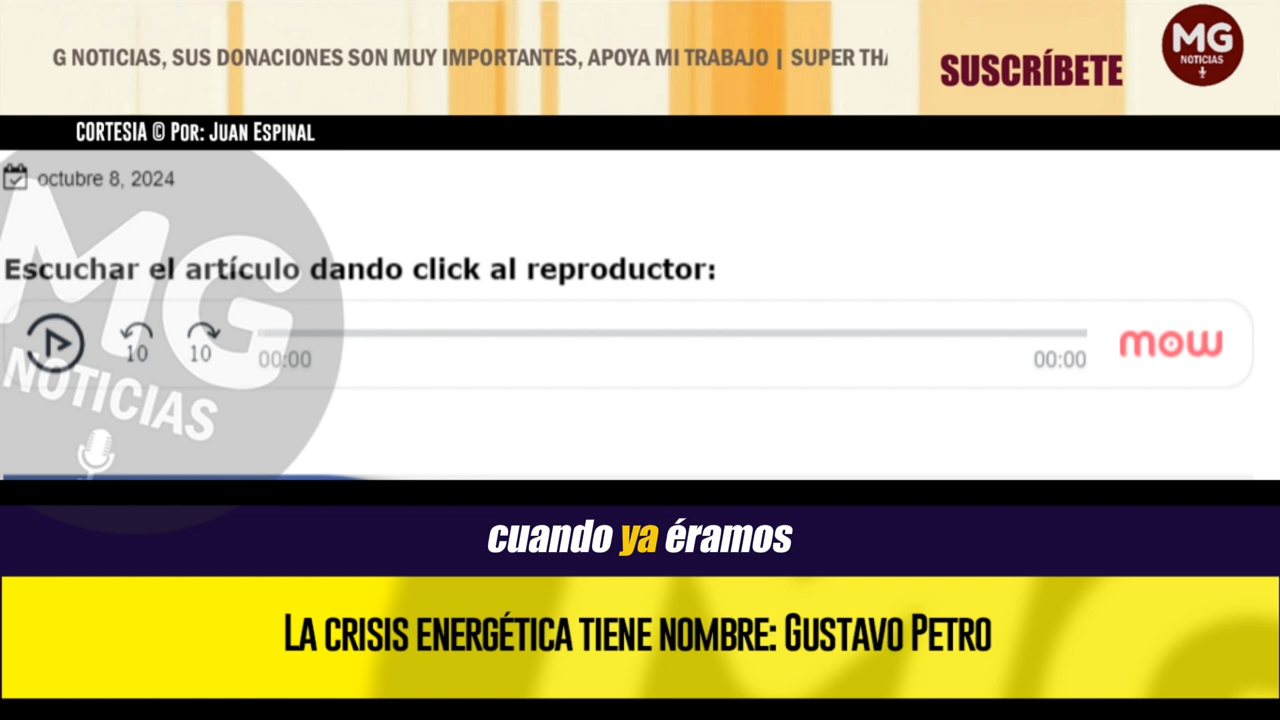 G NOTICIAS, SUS DONACIONES SON MUY IMPORTANTES, APOYA MI TRABAJO | SUPER THA
SUSCRÍBETE
MG
NOTICIAS
CORTESIA © POR: JUAN ESPINAL
octubre 8, 2024
MG
NOTICIAS
Escuchar el artículo dando click al reproductor:
10
10
00:00
00:00
mow
cuando ya éramos
LA CRISIS ENERGÉTICA TIENE NOMBRE: GUSTAVO PETRO